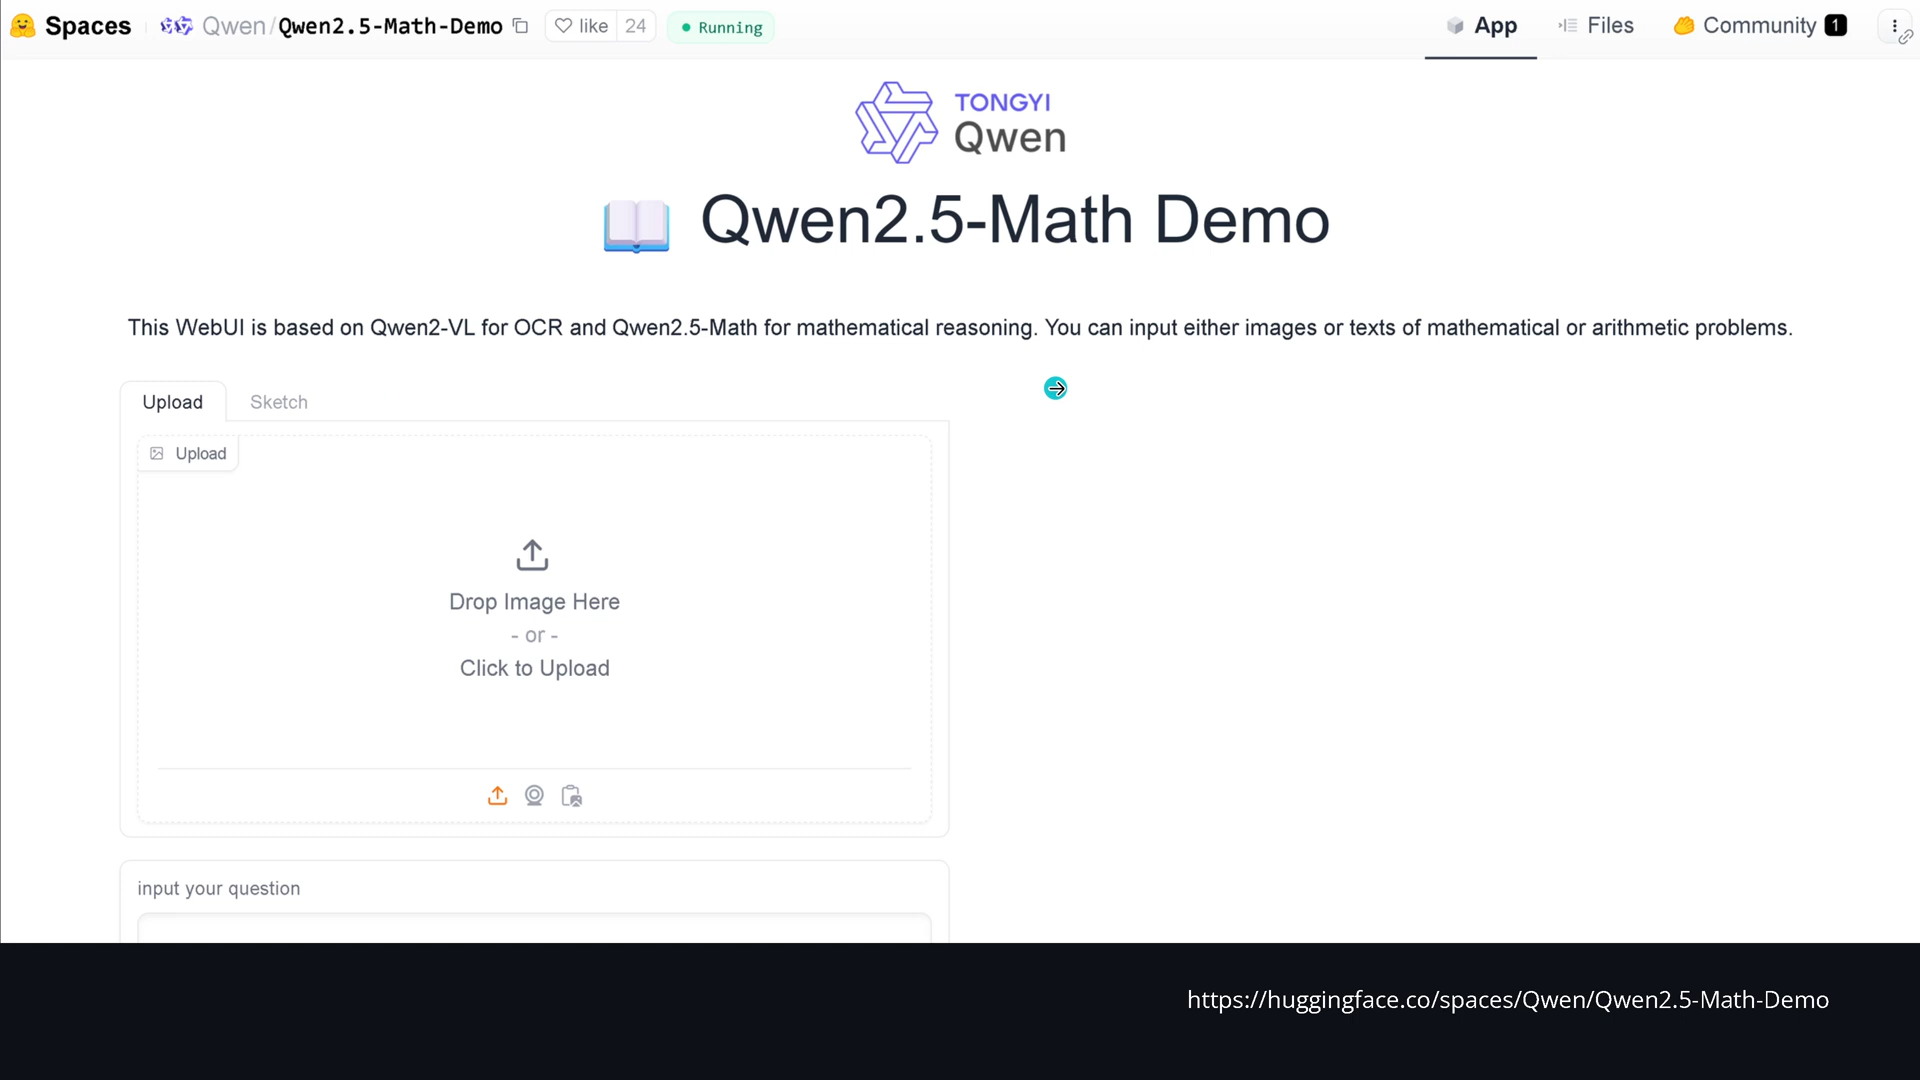 Spaces Qwen/Qwen2.5-Math-Demo like 24 Running App Files Community 1
TONGYI
Qwen
Qwen2.5-Math Demo
This WebUI is based on Qwen2-VL for OCR and Qwen2.5-Math for mathematical reasoning. You can input either images or texts of mathematical or arithmetic problems.
Upload Sketch
Upload
Drop Image Here
- or -
Click to Upload
input your question
https://huggingface.co/spaces/Qwen/Qwen2.5-Math-Demo